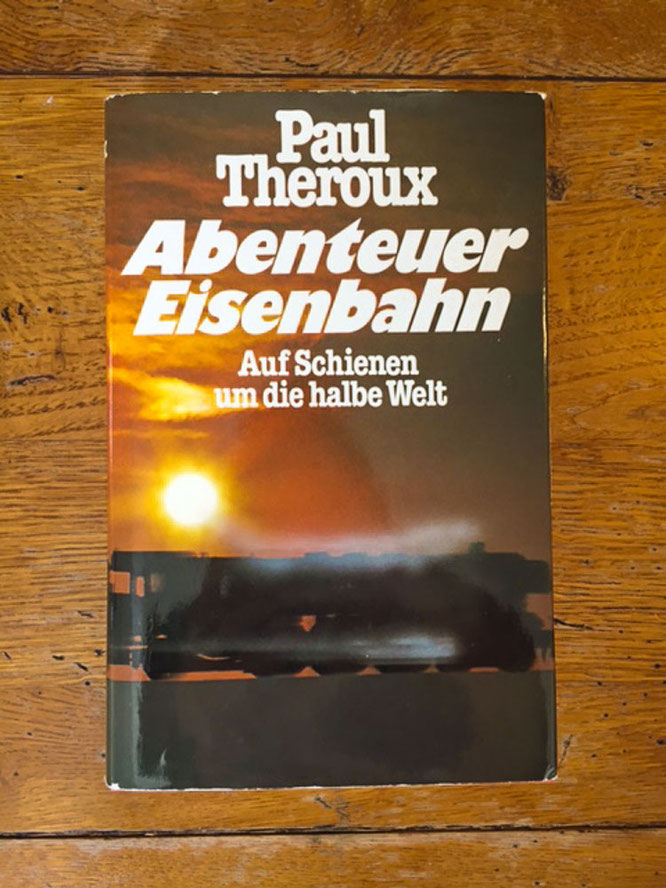 Paul
Theroux
Abenteuer
Eisenbahn
Auf Schienen
um die halbe Welt